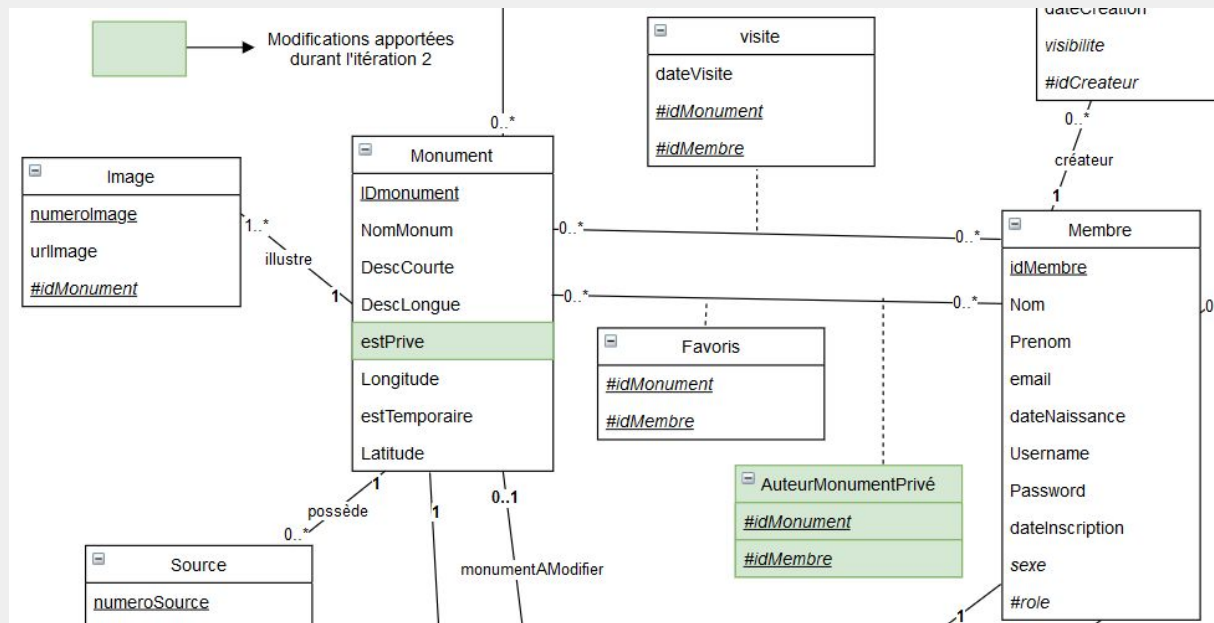 Modifications apportées
durant l'itération 2
visite
dateVisite
#idMonument
#idMembre
visibilite
#idCreateur
0..*
créateur
1
0..*
Image
numeroImage
urlImage
#idMonument
1..*
illustre
1
Monument
IDmonument
NomMonum
DescCourte
DescLongue
estPrive
Longitude
estTemporaire
Latitude
0..*
0..*
0..*
0..*
Favoris
#idMonument
#idMembre
AuteurMonumentPrivé
#idMonument
#idMembre
Membre
idMembre
Nom
Prenom
email
dateNaissance
Username
Password
dateInscription
sexe
#role
1
possède
0..*
1
0..1
monumentAModifier
1
Source
numeroSource